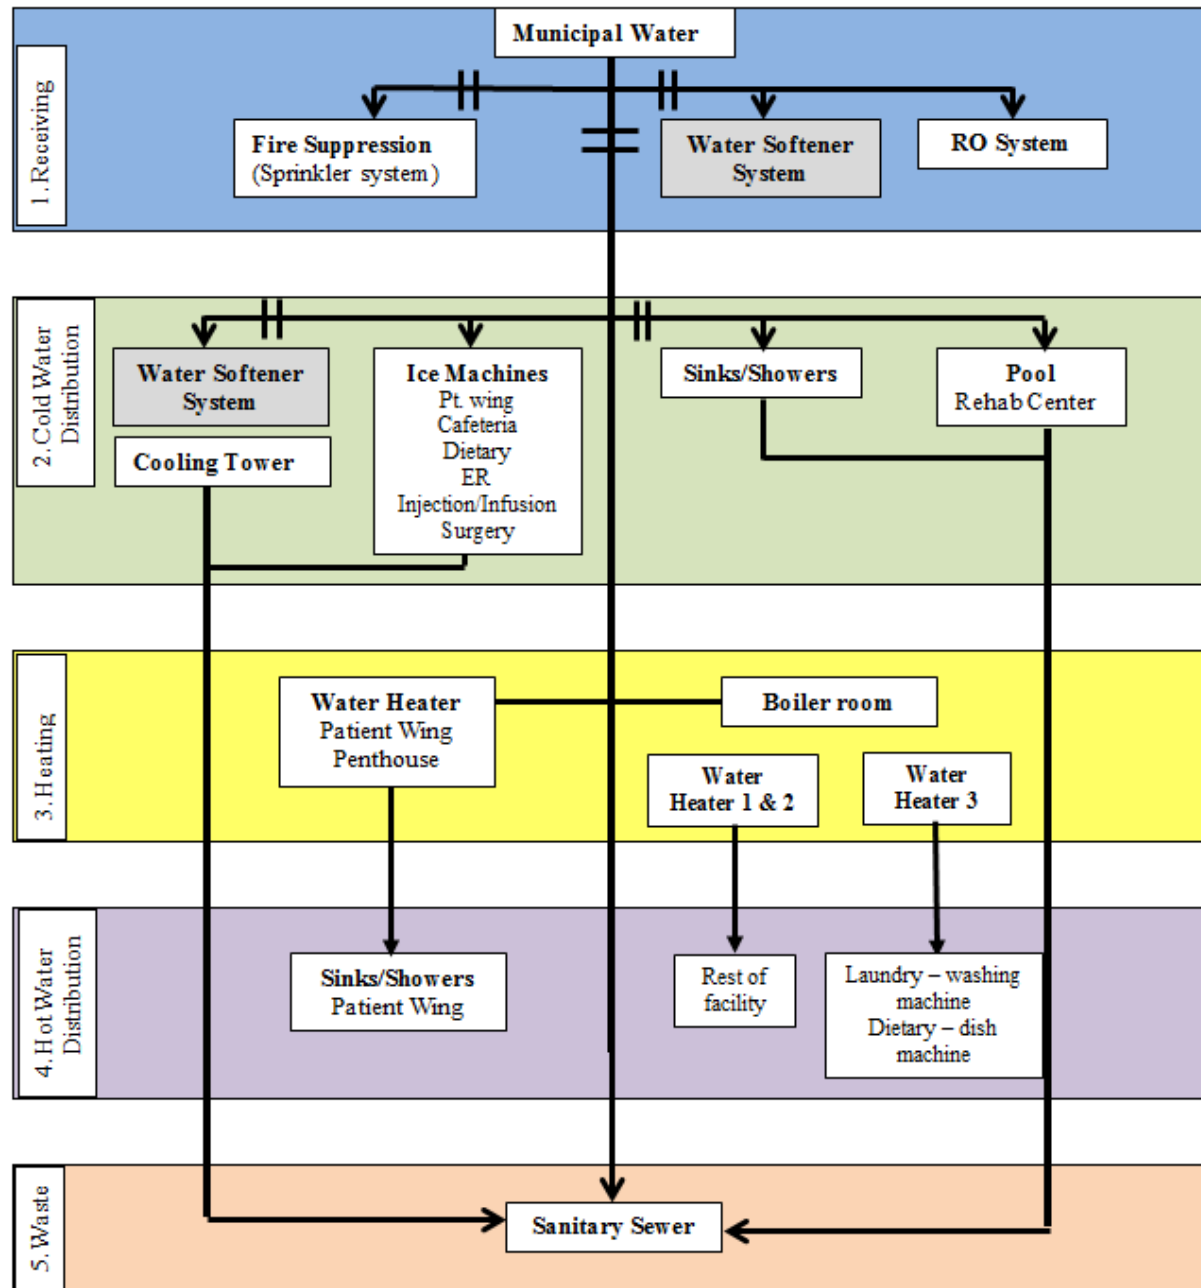 Municipal Water
1. Receiving
Fire Suppression
(Sprinkler system)
Water Softener
System
RO System
2. Cold Water
Distribution
Water Softener
System
Cooling Tower
Ice Machines
Pt. wing
Cafeteria
Dietary
ER
Injection/Infusion
Surgery
Sinks/Showers
Pool
Rehab Center
3. Heating
Water Heater
Patient Wing
Penthouse
Boiler room
Water
Heater 1 & 2
Water
Heater 3
4. Hot Water
Distribution
Sinks/Showers
Patient Wing
Rest of
facility
Laundry – washing
machine
Dietary – dish
machine
5. Waste
Sanitary Sewer